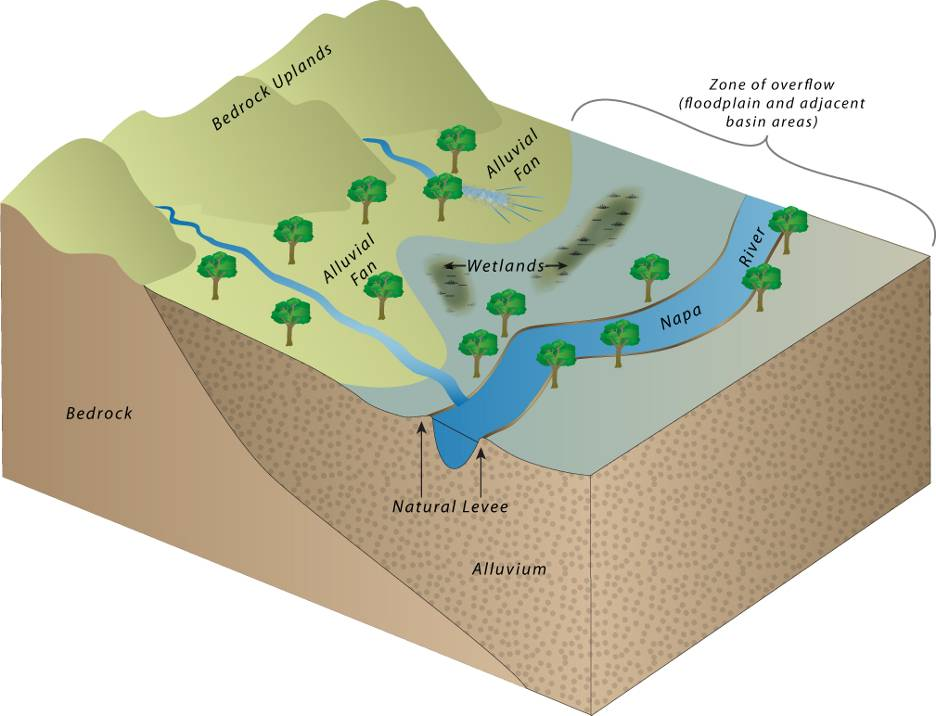 Bedrock Uplands
Zone of overflow
(floodplain and adjacent
basin areas)
Alluvial
Fan
Alluvial
Fan
Wetlands
River
Napa
Bedrock
Natural Levee
Alluvium